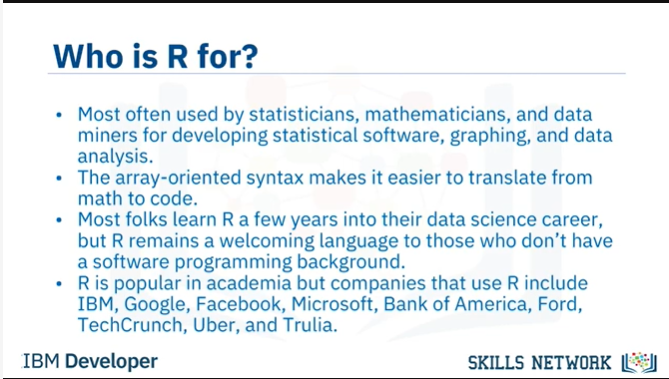 Who is R for?
• Most often used by statisticians, mathematicians, and data
miners for developing statistical software, graphing, and data
analysis.
• The array-oriented syntax makes it easier to translate from
math to code.
• Most folks learn R a few years into their data science career,
but R remains a welcoming language to those who don’t have
a software programming background.
• R is popular in academia but companies that use R include
IBM, Google, Facebook, Microsoft, Bank of America, Ford,
TechCrunch, Uber, and Trulia.
IBM Developer
SKILLS NETWORK